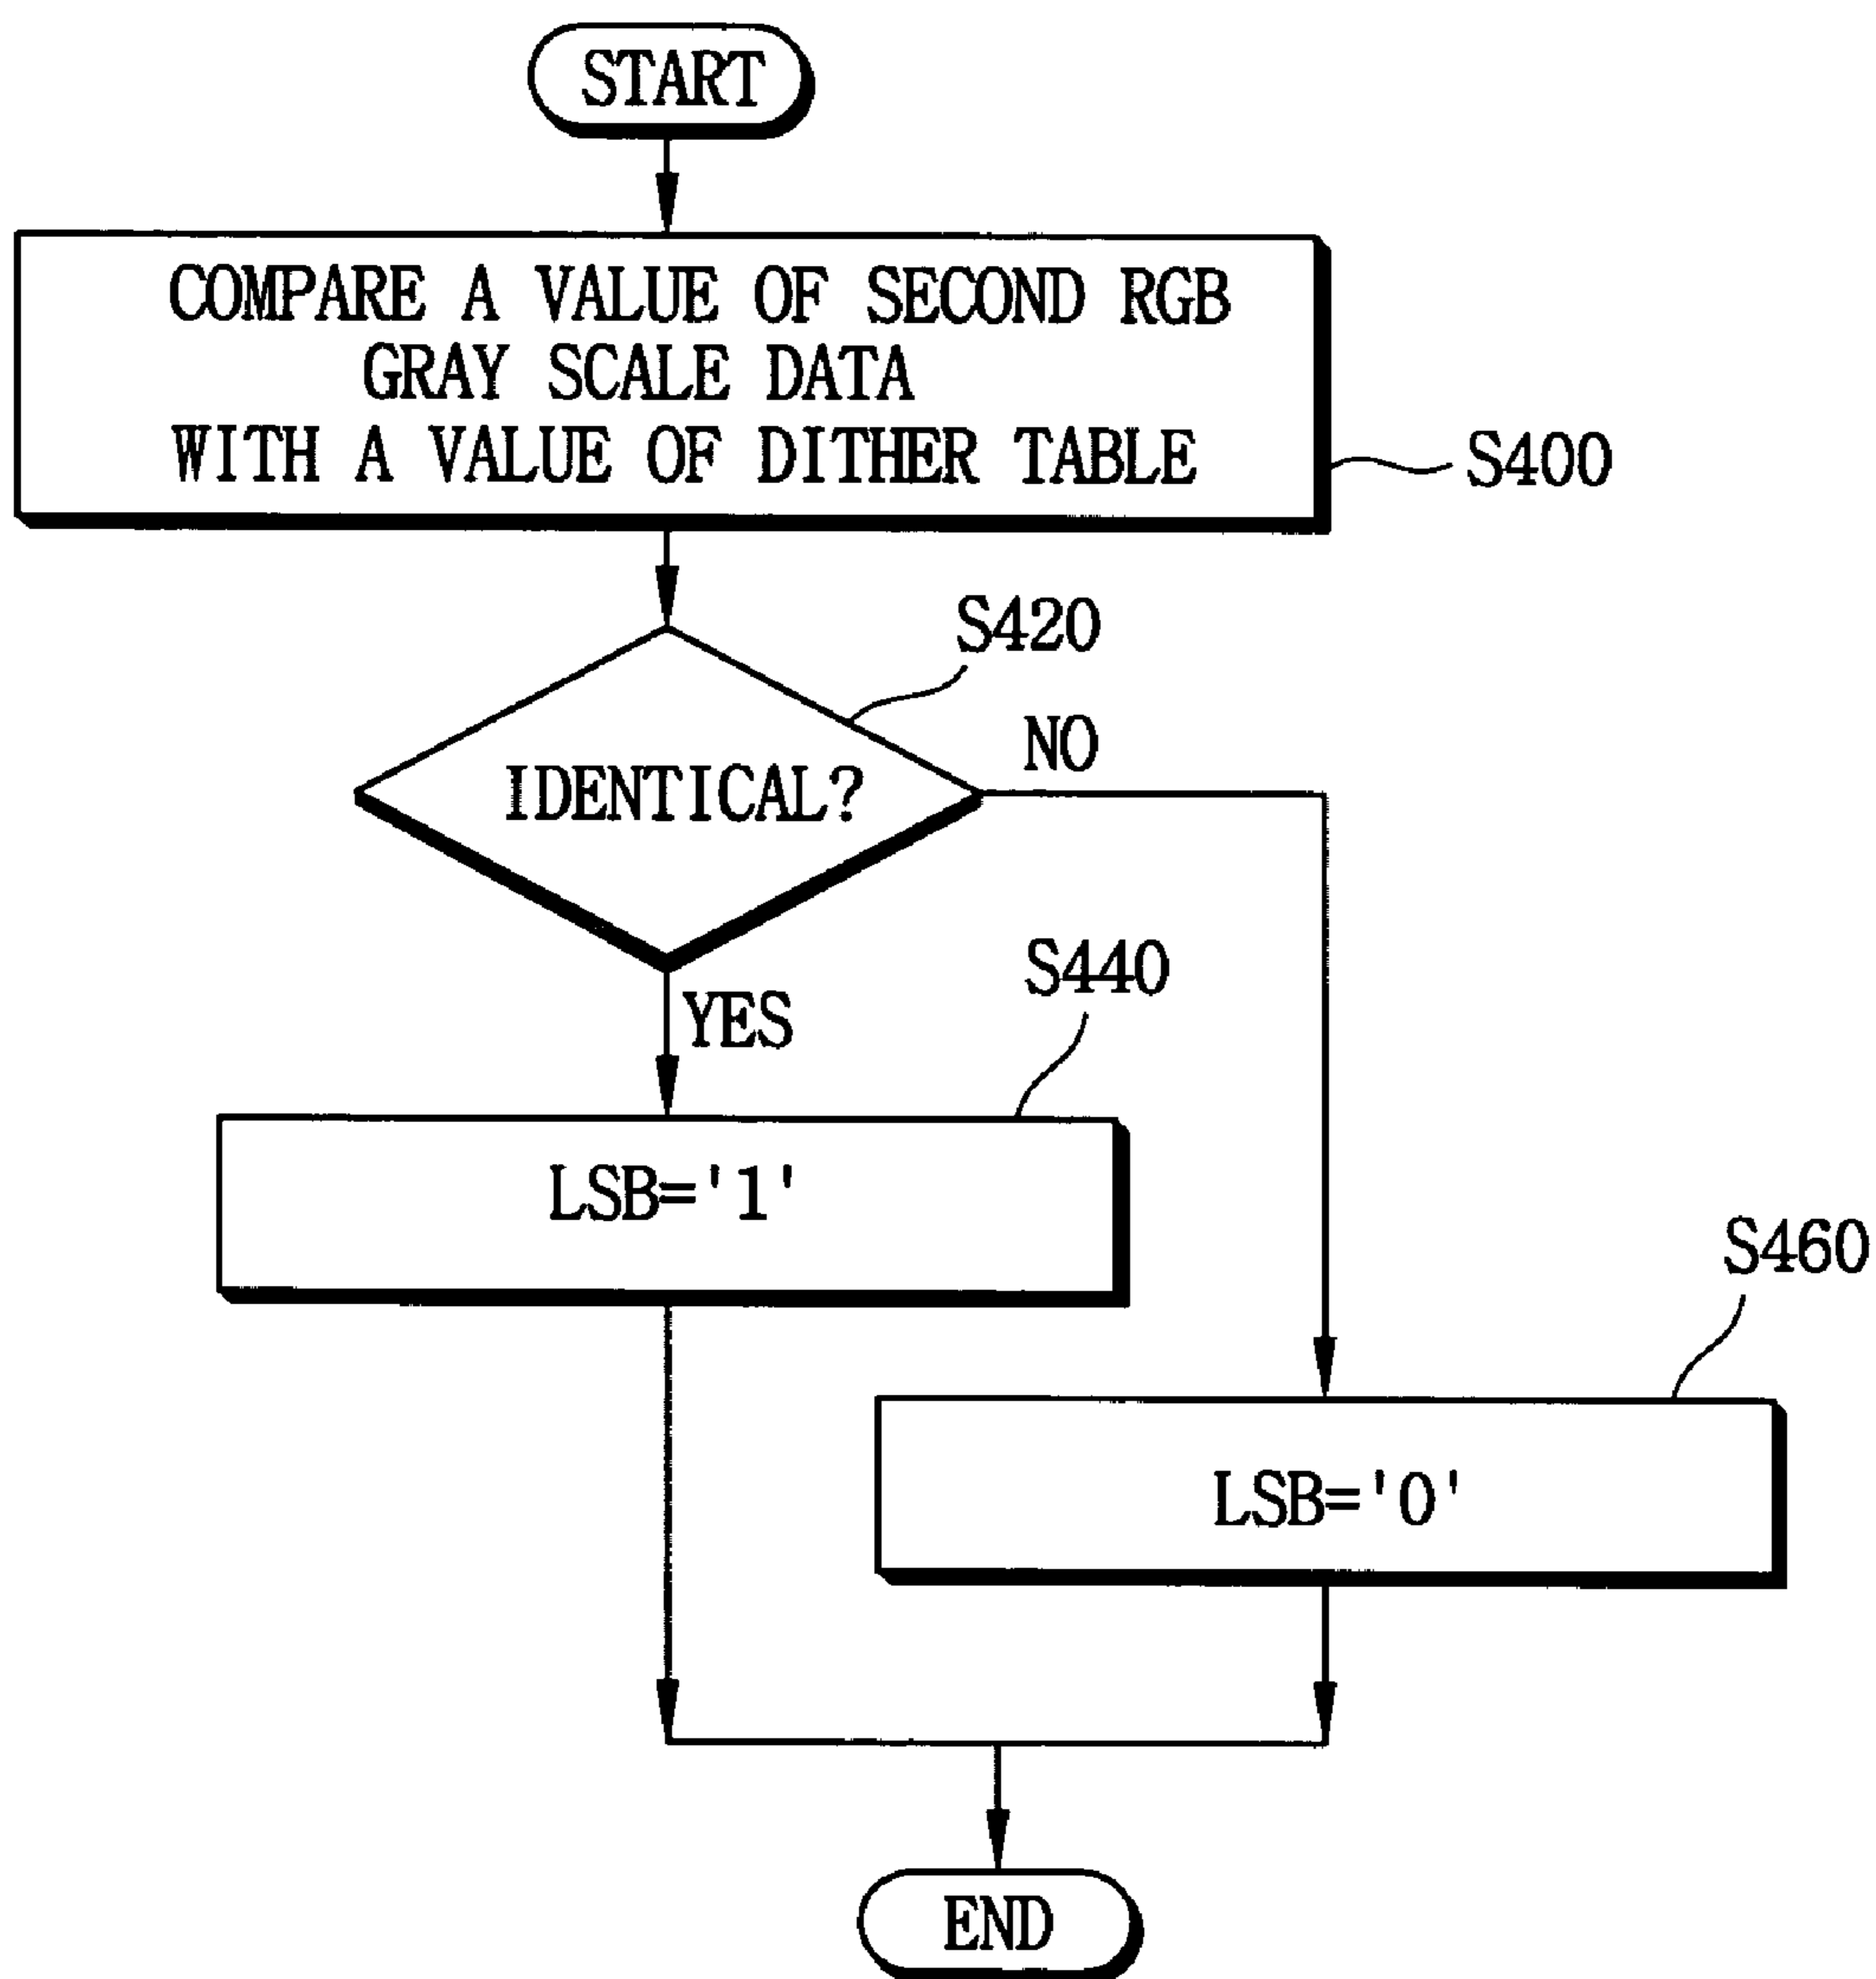 START
COMPARE A VALUE OF SECOND RGB
GRAY SCALE DATA
WITH A VALUE OF DITHER TABLE
S400
S420
IDENTICAL?
NO
YES
S440
LSB='1'
S460
LSB='0'
END